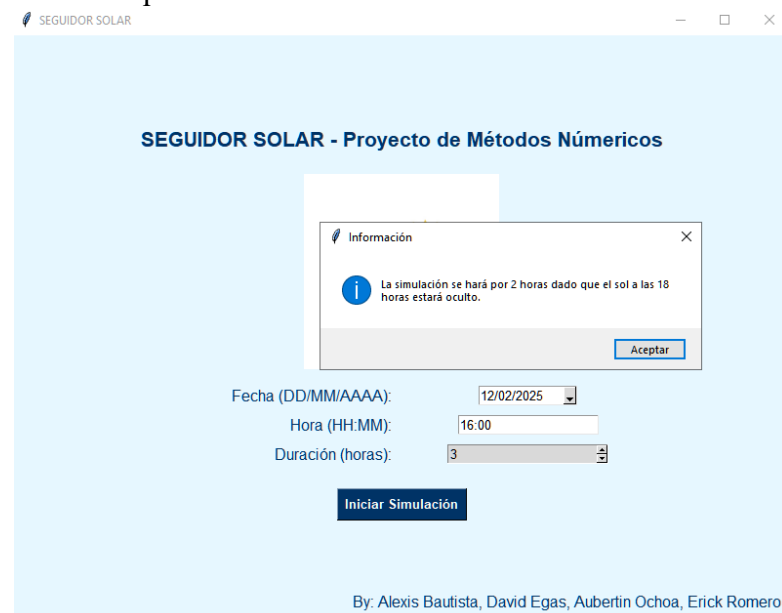 SEGUIDOR SOLAR
SEGUIDOR SOLAR - Proyecto de Métodos Númericos
Información
La simulación se hará por 2 horas dado que el sol a las 18
horas estará oculto.
Aceptar
Fecha (DD/MM/AAAA): 12/02/2025
Hora (HH:MM): 16:00
Duración (horas): 3
Iniciar Simulación
By: Alexis Bautista, David Egas, Aubertin Ochoa, Erick Romero